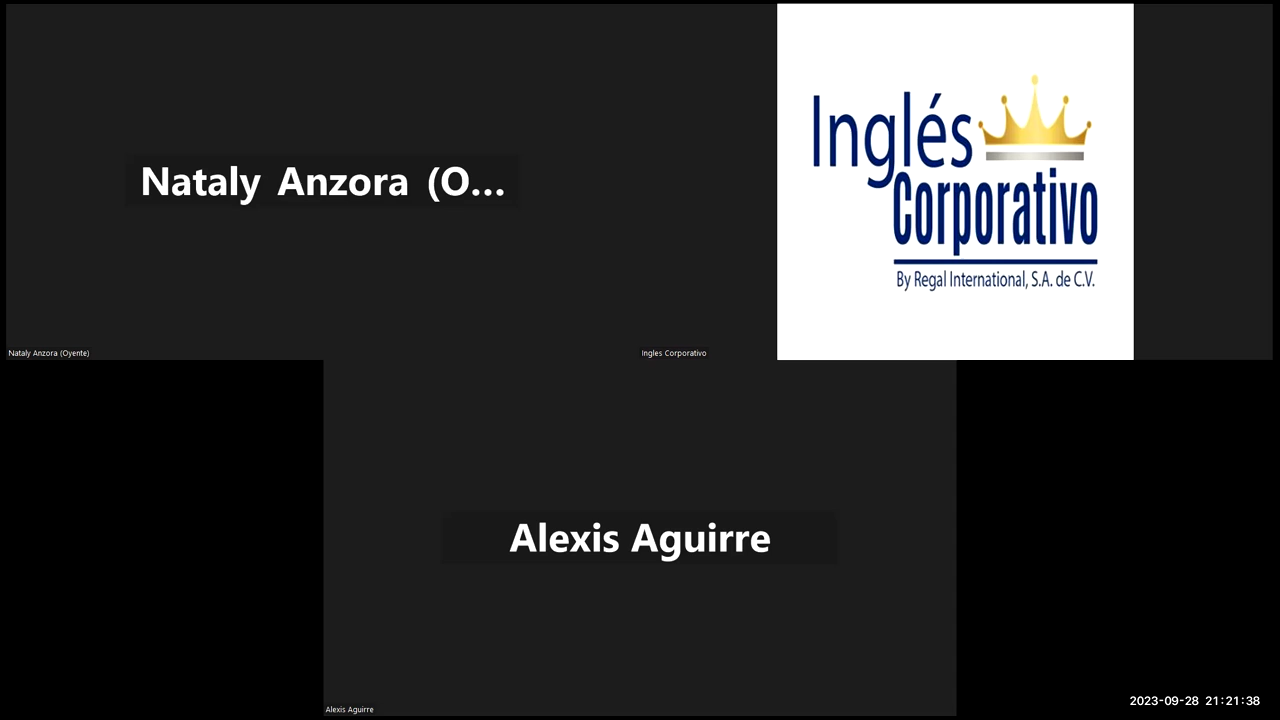 Nataly Anzora (O...
Nataly Anzora (Oyente)
Inglés
Corporativo
By Regal International, S.A. de C.V.
Ingles Corporativo
Alexis Aguirre
Alexis Aguirre
2023-09-28 21:21:38